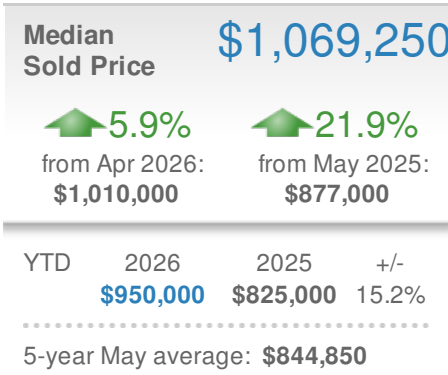 Median $1,069,250
Sold Price
5.9% 21.9%
from Apr 2026: from May 2025:
$1,010,000 $877,000
YTD 2026 2025 +/-
$950,000 $825,000 15.2%
5-year May average: $844,850